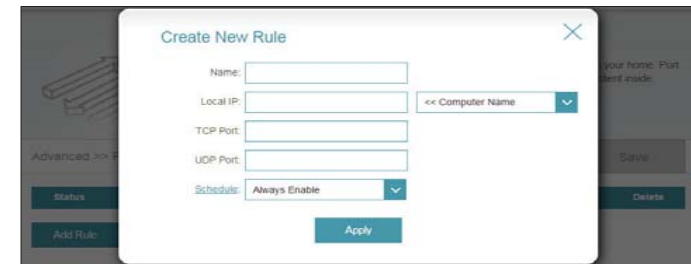 Create New Rule
your home. Port
client inside.
Name:
Local IP:
<< Computer Name
TCP Port:
UDP Port:
Schedule:
Always Enable
Apply
Advanced >>
Save
Status
Delete
Add Rule